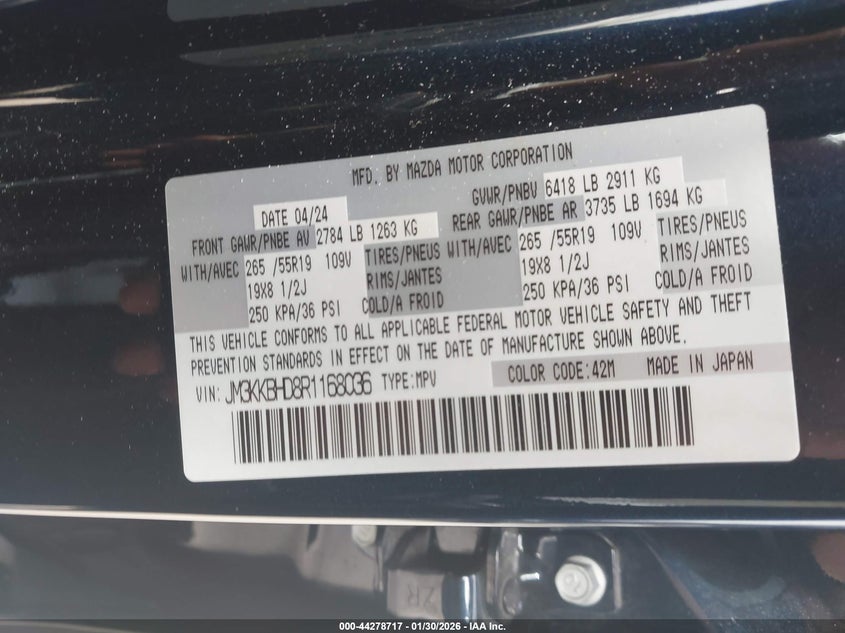 MFD. BY MAZDA MOTOR CORPORATION
DATE 04/24 GVWR/PNBV 6418 LB 2911 KG
FRONT GAWR/PNBE AV 2784 LB 1263 KG REAR GAWR/PNBE AR 3735 LB 1694 KG
WITH/AVEC 265 /55R19 109V TIRES/PNEUS WITH/AVEC 265 /55R19 109V TIRES/PNEUS
19X8 1/2J RIMS/JANTES 19X8 1/2J RIMS/JANTES
250 KPA/36 PSI COLD/A FROID 250 KPA/36 PSI COLD/A FROID
THIS VEHICLE CONFORMS TO ALL APPLICABLE FEDERAL MOTOR VEHICLE SAFETY AND THEFT
PREVENTION STANDARDS IN EFFECT ON THE DATE OF MANUFACTURE SHOWN ABOVE.
VIN: JM3KKBHD8R1168036 TYPE:MPV COLOR CODE:42M MADE IN JAPAN
ZR
000-44278717 - 01/30/2026 - IAA Inc.